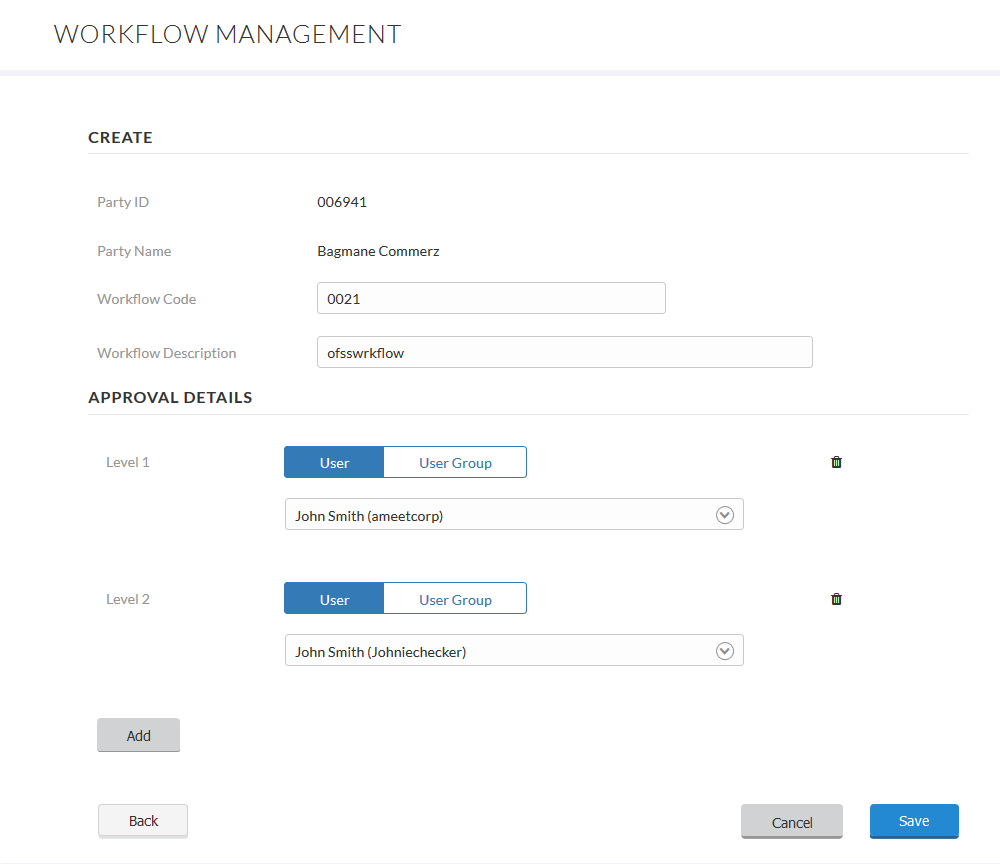 WORKFLOW MANAGEMENT
CREATE
Party ID 006941
Party Name Bagmane Commerz
Workflow Code 0021
Workflow Description ofsswrkflow
APPROVAL DETAILS
Level 1 User User Group
John Smith (ameetcorp)
Level 2 User User Group
John Smith (Johniechecker)
Add
Back Cancel Save